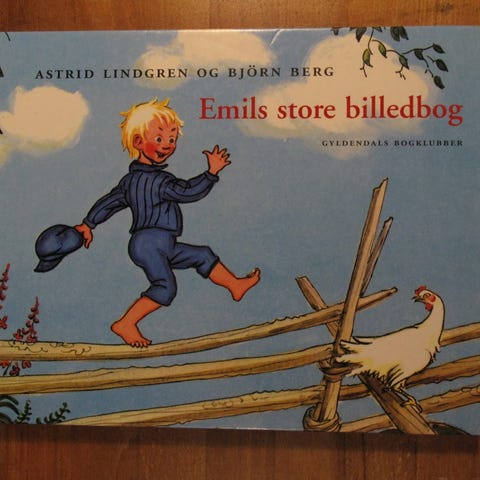 ASTRID LINDGREN OG BJÖRN BERG
Emils store billedbog
GYLDENDALS BOGKLUBBER